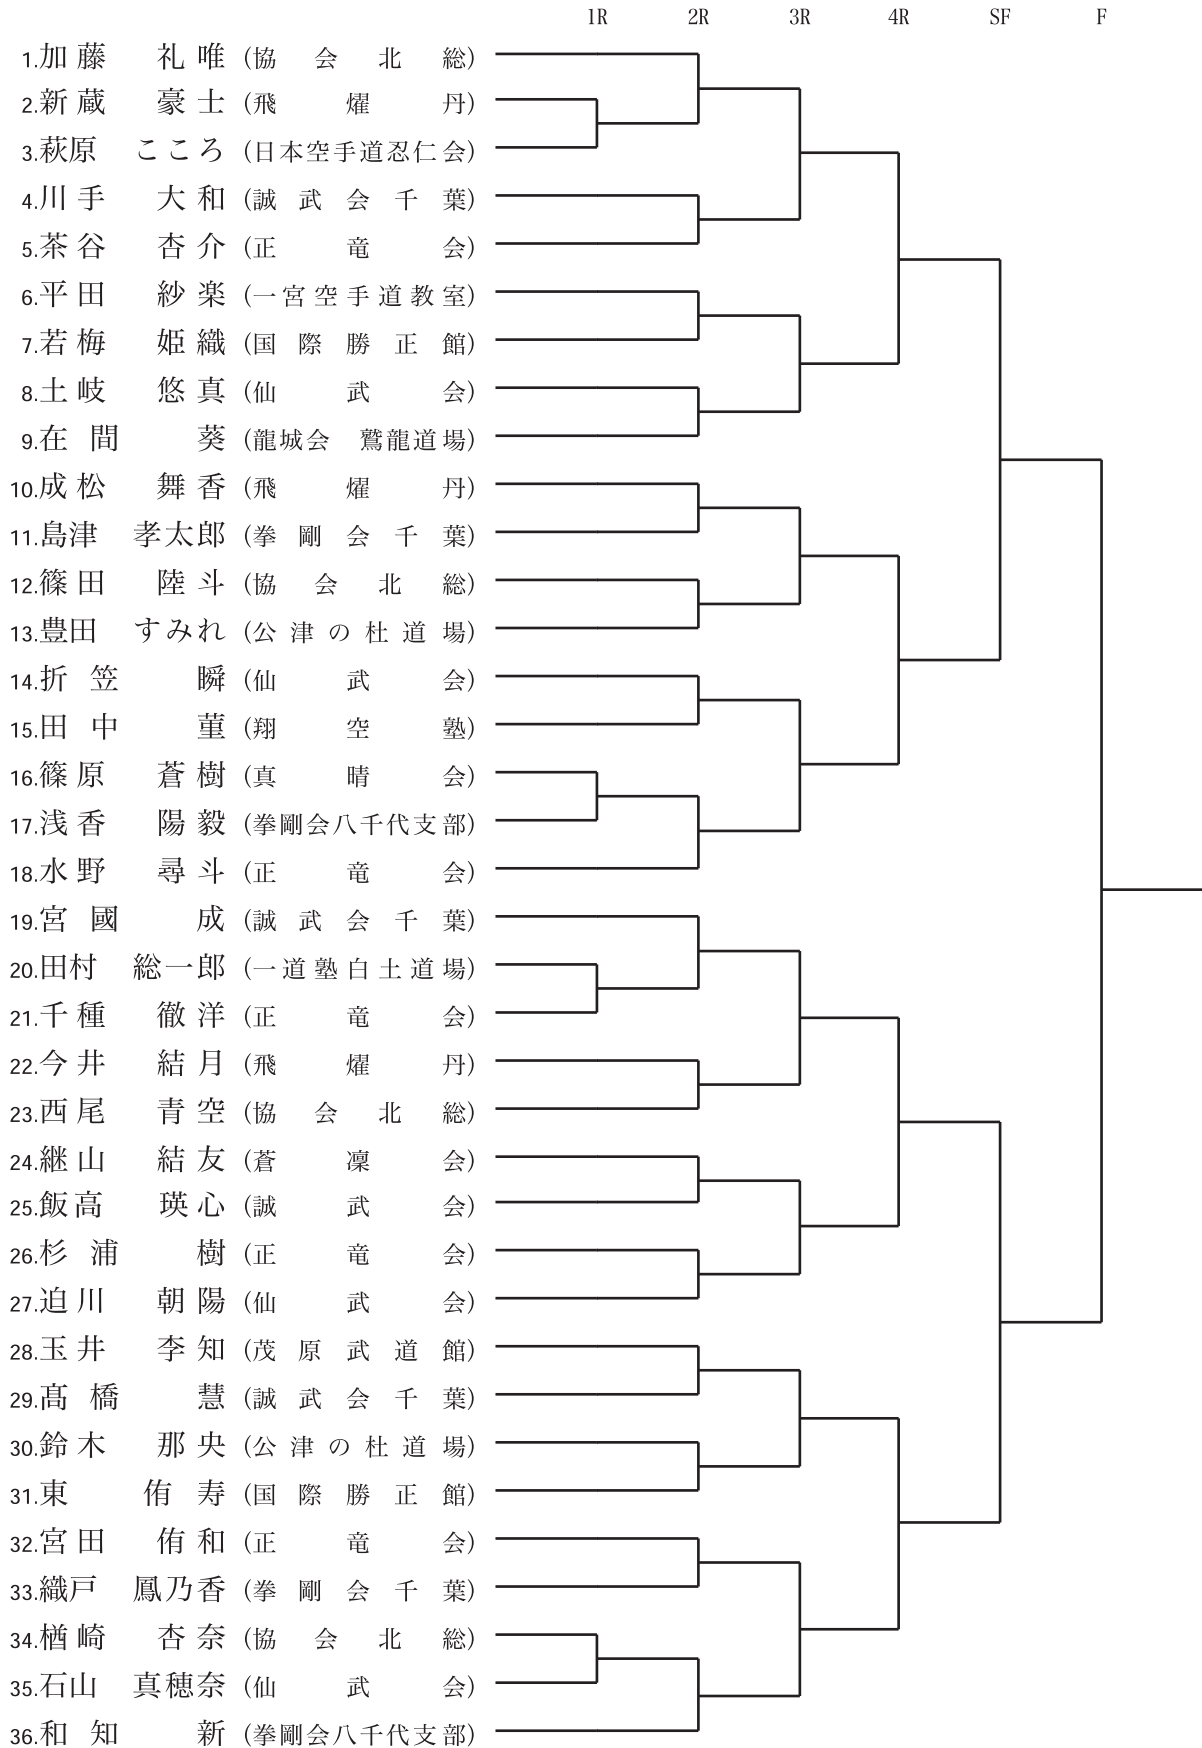 1R 2R 3R 4R SF F
1.加藤 礼唯 (協会北総)
2.新蔵 豪士 (飛燿丹)
3.萩原 こころ (日本空手道忍仁会)
4.川手 大和 (誠武会千葉)
5.茶谷 杏介 (正竜会)
6.平田 紗楽 (一宮空手道教室)
7.若梅 姫織 (国際勝正館)
8.土岐 悠真 (仙武会)
9.在間 葵 (龍城会 鷲龍道場)
10.成松 舞香 (飛燿丹)
11.島津 孝太郎 (拳剛会千葉)
12.篠田 陸斗 (協会北総)
13.豊田 すみれ (公津の杜道場)
14.折笠 瞬 (仙武会)
15.田中 菫 (翔空塾)
16.篠原 蒼樹 (真晴会)
17.浅香 陽毅 (拳剛会八千代支部)
18.水野 尋斗 (正竜会)
19.宮國 成 (誠武会千葉)
20.田村 総一郎 (一道塾白土道場)
21.千種 徹洋 (正竜会)
22.今井 結月 (飛燿丹)
23.西尾 青空 (協会北総)
24.継山 結友 (蒼凜会)
25.飯高 瑛心 (誠武会)
26.杉浦 樹 (正竜会)
27.迫川 朝陽 (仙武会)
28.玉井 李知 (茂原武道館)
29.髙橋 慧 (誠武会千葉)
30.鈴木 那央 (公津の杜道場)
31.東 侑寿 (国際勝正館)
32.宮田 侑和 (正竜会)
33.織戸 鳳乃香 (拳剛会千葉)
34.楢崎 杏奈 (協会北総)
35.石山 真穂奈 (仙武会)
36.和知 新 (拳剛会八千代支部)